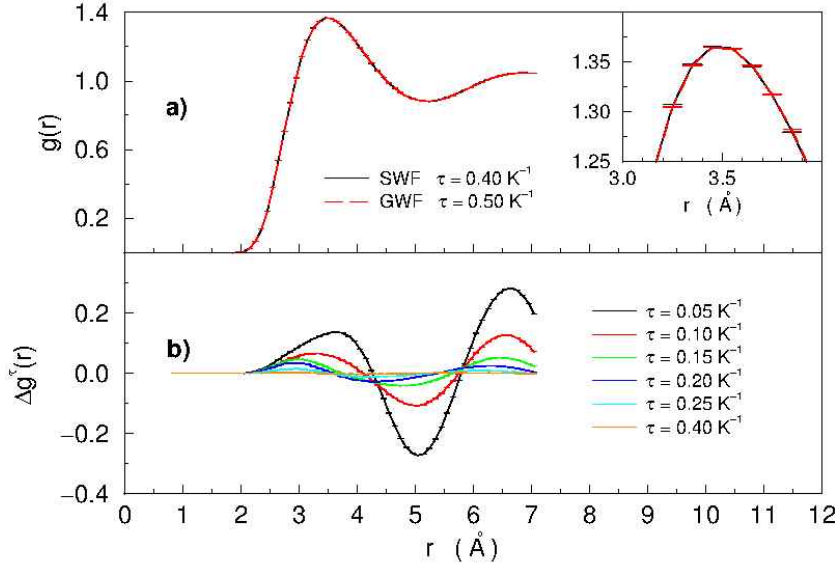 1.4
1.0
0.6
0.2
g(r)
a)
SWF τ = 0.40 K⁻¹
GWF τ = 0.50 K⁻¹
1.35
1.30
1.25
3.0 3.5
r (Å)
0.2
0.0
−0.2
−0.4
Δgᵗ(r)
b)
τ = 0.05 K⁻¹
τ = 0.10 K⁻¹
τ = 0.15 K⁻¹
τ = 0.20 K⁻¹
τ = 0.25 K⁻¹
τ = 0.40 K⁻¹
0 1 2 3 4 5 6 7 8 9 10 11 12
r (Å)